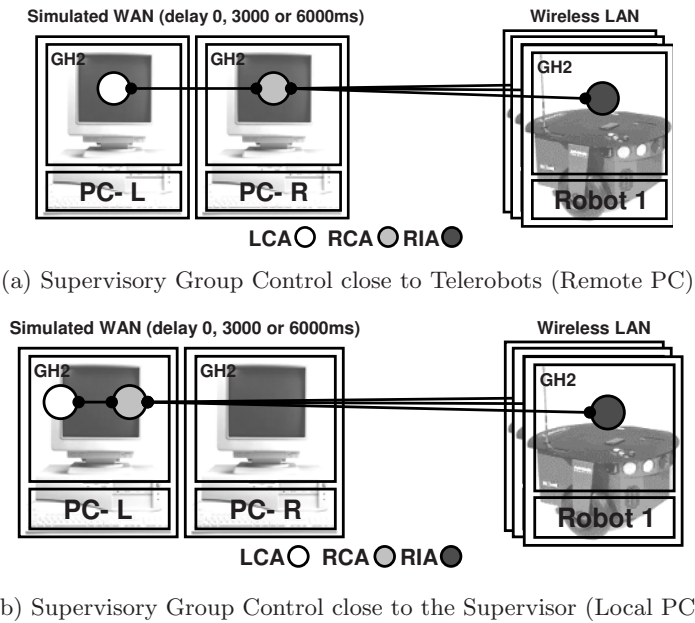 Simulated WAN (delay 0, 3000 or 6000ms) Wireless LAN
GH2 GH2 GH2
PC- L PC- R Robot 1
LCA RCA RIA
(a) Supervisory Group Control close to Telerobots (Remote PC)
Simulated WAN (delay 0, 3000 or 6000ms) Wireless LAN
GH2 GH2 GH2
PC- L PC- R Robot 1
LCA RCA RIA
b) Supervisory Group Control close to the Supervisor (Local PC